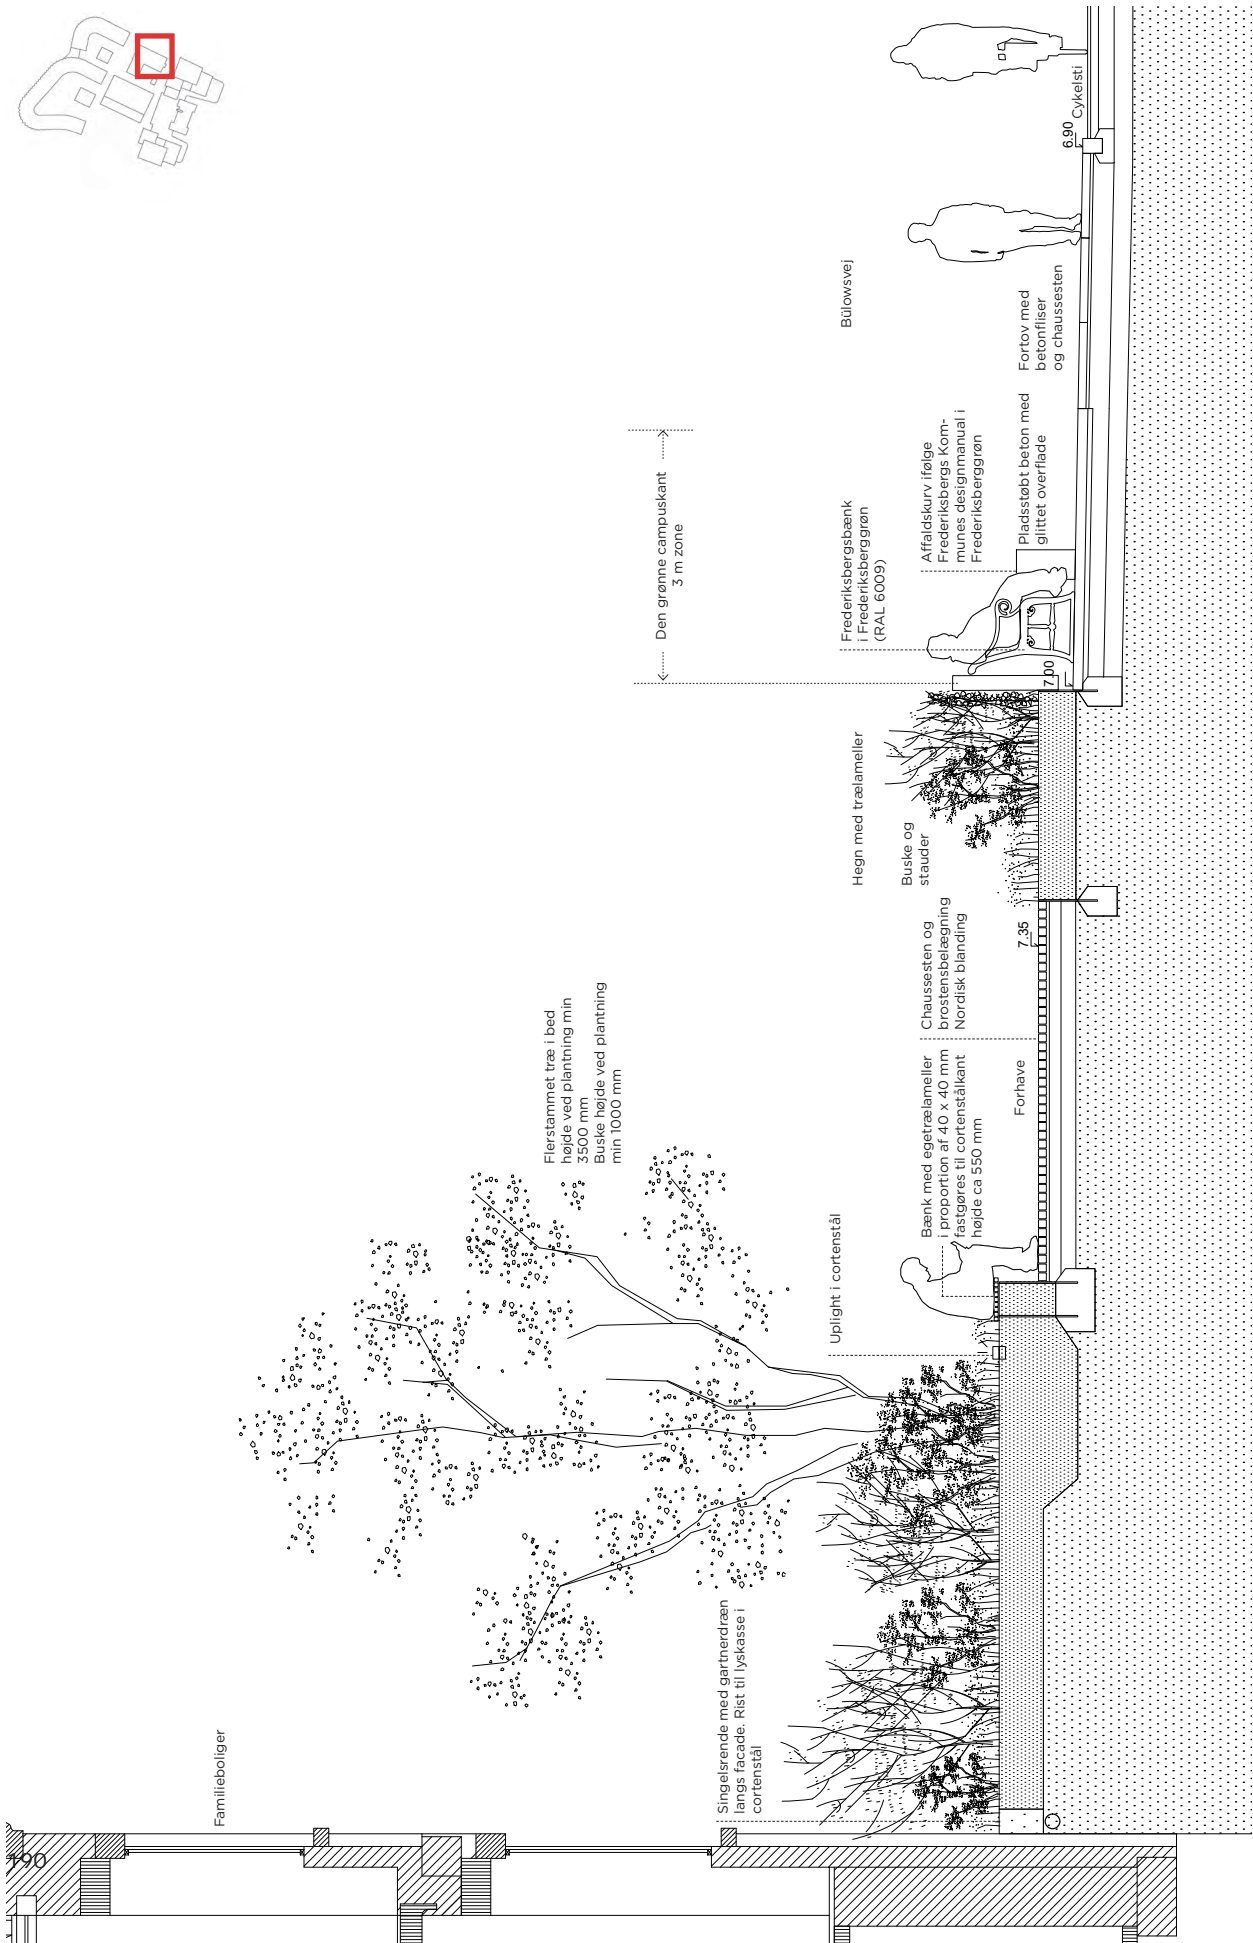 190
Familieboliger
Singelsrende med gartnerdræn
langs facade. Rist til lyskasse i
cortenstål
Flerstammet træ i bed
højde ved plantning min
3500 mm
Buske højde ved plantning
min 1000 mm
Uplight i cortenstål
Bænk med egetrælameller
i proportion af 40 x 40 mm
fastgøres til cortenstålkant
højde ca 550 mm
Forhave
Chaussesten og
brostensbelægning
Nordisk blanding
7.35
Hegn med trælameller
Buske og
stauder
Den grønne campuskant
3 m zone
7.00
Frederiksbergsbænk
i Frederiksberggrøn
(RAL 6009)
Affaldskurv ifølge
Frederiksbergs Kom-
munes designmanual i
Frederiksberggrøn
Pladsstøbt beton med
glittet overflade
Bülowsvej
Fortov med
betonfliser
og chaussesten
6.90
Cykelsti